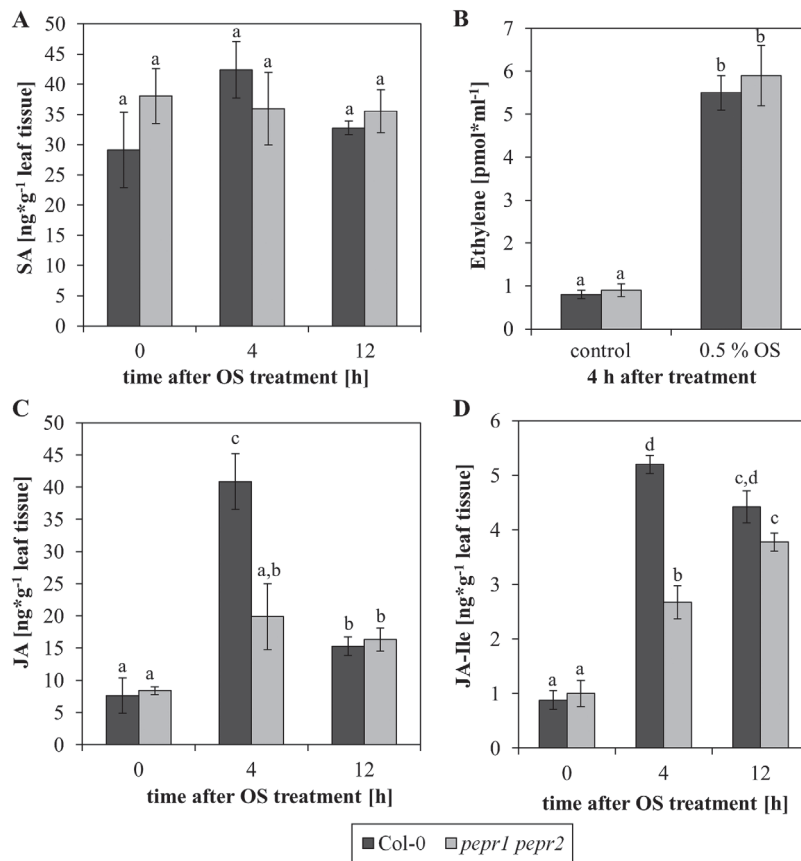 A
SA [ng*g⁻¹ leaf tissue]
50
45
40
35
30
25
20
15
10
5
0
a
a
a
a
a
a
0
4
12
time after OS treatment [h]
B
Ethylene [pmol*ml⁻¹]
7
6
5
4
3
2
1
0
a
a
b
b
control
0.5 % OS
4 h after treatment
C
JA [ng*g⁻¹ leaf tissue]
50
45
40
35
30
25
20
15
10
5
0
a
a
c
a,b
b
b
0
4
12
time after OS treatment [h]
D
JA-Ile [ng*g⁻¹ leaf tissue]
6
5
4
3
2
1
0
a
a
d
b
c,d
c
0
4
12
time after OS treatment [h]
Col-0
pepr1 pepr2